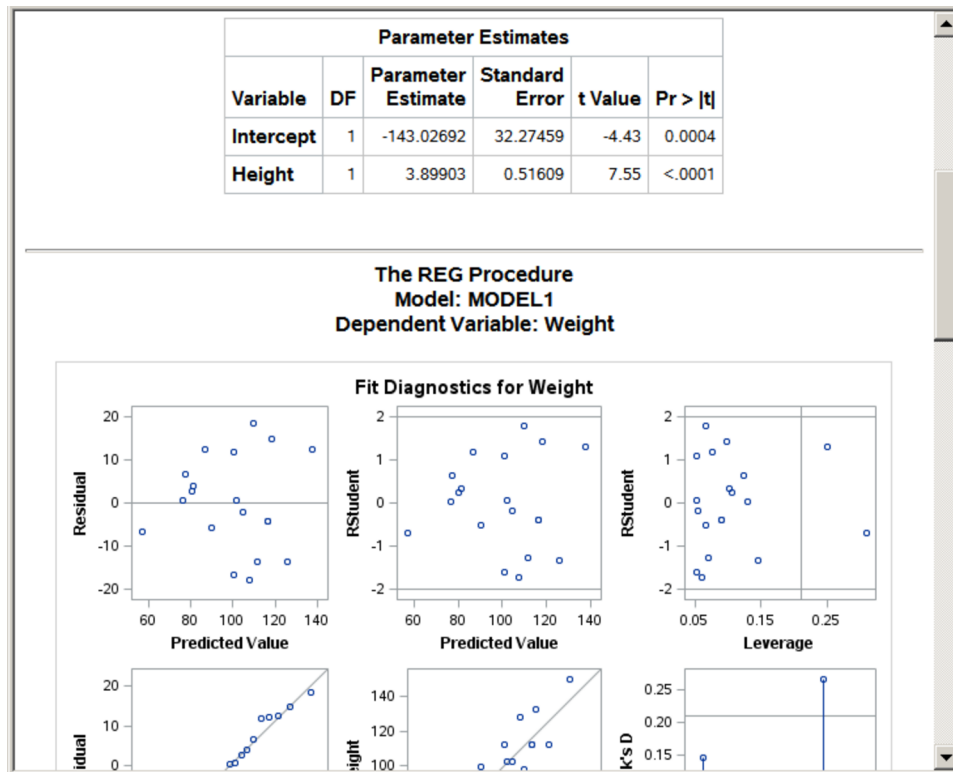 Parameter Estimates
Variable DF Parameter Estimate Standard Error t Value Pr > |t|
Intercept 1 -143.02692 32.27459 -4.43 0.0004
Height 1 3.89903 0.51609 7.55 <.0001
The REG Procedure
Model: MODEL1
Dependent Variable: Weight
Fit Diagnostics for Weight
20
10
0
-10
-20
Residual
60 80 100 120 140
Predicted Value
2
1
0
-1
-2
RStudent
60 80 100 120 140
Predicted Value
2
1
0
-1
-2
RStudent
0.05 0.15 0.25
Leverage
20
10
0
idual
140
120
100
eight
0.25
0.20
0.15
k's D